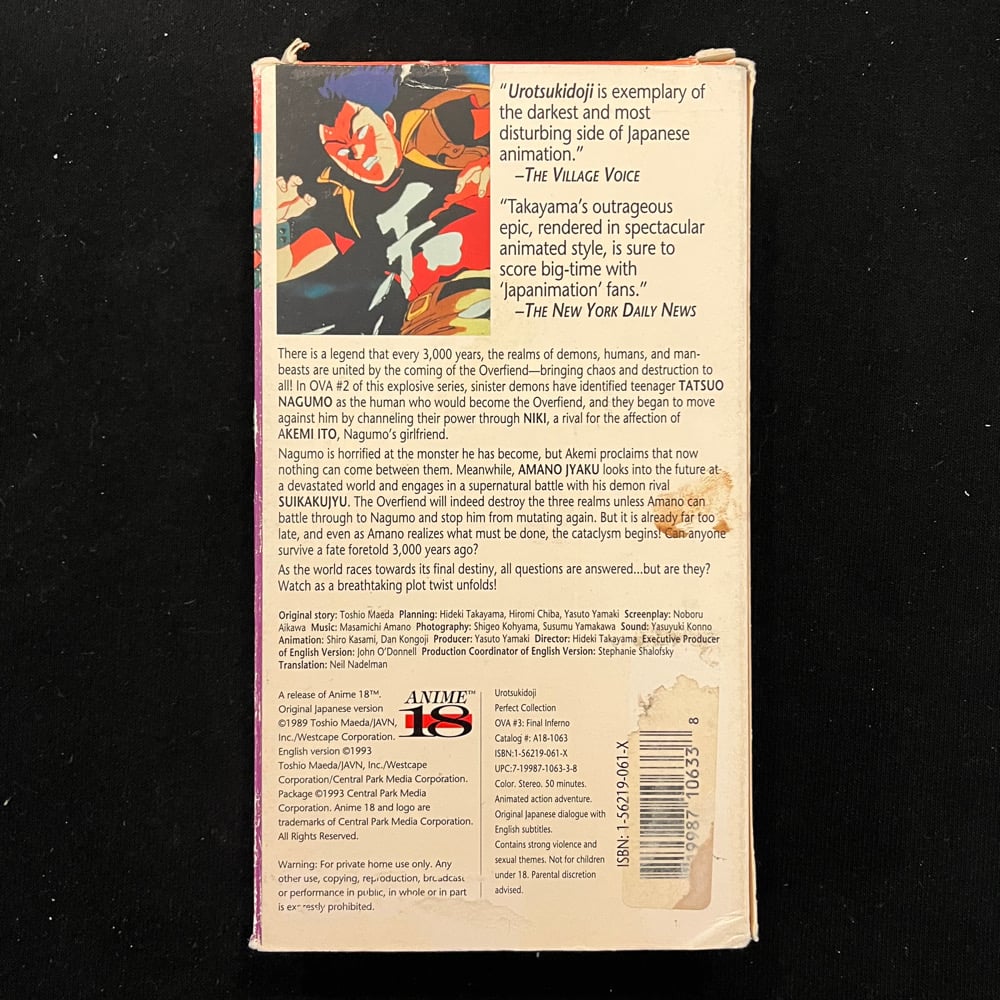 “Urotsukidoji is exemplary of
the darkest and most
disturbing side of Japanese
animation.”
–THE VILLAGE VOICE
“Takayama’s outrageous
epic, rendered in spectacular
animated style, is sure to
score big-time with
‘Japanimation’ fans.”
–THE NEW YORK DAILY NEWS
There is a legend that every 3,000 years, the realms of demons, humans, and man-
beasts are united by the coming of the Overfiend—bringing chaos and destruction to
all! In OVA #2 of this explosive series, sinister demons have identified teenager TATSUO
NAGUMO as the human who would become the Overfiend, and they began to move
against him by channeling their power through NIKI, a rival for the affection of
AKEMI ITO, Nagumo’s girlfriend.
Nagumo is horrified at the monster he has become, but Akemi proclaims that now
nothing can come between them. Meanwhile, AMANO JYAKU looks into the future at
a devastated world and engages in a supernatural battle with his demon rival
SUIKAKUJYU. The Overfiend will indeed destroy the three realms unless Amano can
battle through to Nagumo and stop him from mutating again. But it is already far too
late, and even as Amano realizes what must be done, the cataclysm begins! Can anyone
survive a fate foretold 3,000 years ago?
As the world races towards its final destiny, all questions are answered...but are they?
Watch as a breathtaking plot twist unfolds!
Original story: Toshio Maeda Planning: Hideki Takayama, Hiromi Chiba, Yasuto Yamaki Screenplay: Noboru
Aikawa Music: Masamichi Amano Photography: Shigeo Kohyama, Susumu Yamakawa Sound: Yasuyuki Konno
Animation: Shiro Kasami, Dan Kongoji Producer: Yasuto Yamaki Director: Hideki Takayama Executive Producer
of English Version: John O’Donnell Production Coordinator of English Version: Stephanie Shalofsky
Translation: Neil Nadelman
A release of Anime 18™.
Original Japanese version
©1989 Toshio Maeda/JAVN,
Inc./Westcape Corporation.
English version ©1993
Toshio Maeda/JAVN, Inc./Westcape
Corporation/Central Park Media Corporation.
Package ©1993 Central Park Media
Corporation. Anime 18 and logo are
trademarks of Central Park Media Corporation.
All Rights Reserved.
Warning: For private home use only. Any
other use, copying, reproduction, broadcast
or performance in public, in whole or in part
is expressly prohibited.
ANIME™
18
Urotsukidoji
Perfect Collection
OVA #3: Final Inferno
Catalog #: A18-1063
ISBN:1-56219-061-X
UPC:7-19987-1063-3-8
Color. Stereo. 50 minutes.
Animated action adventure.
Original Japanese dialogue with
English subtitles.
Contains strong violence and
sexual themes. Not for children
under 18. Parental discretion
advised.
ISBN: 1-56219-061-X
19987 10633 8